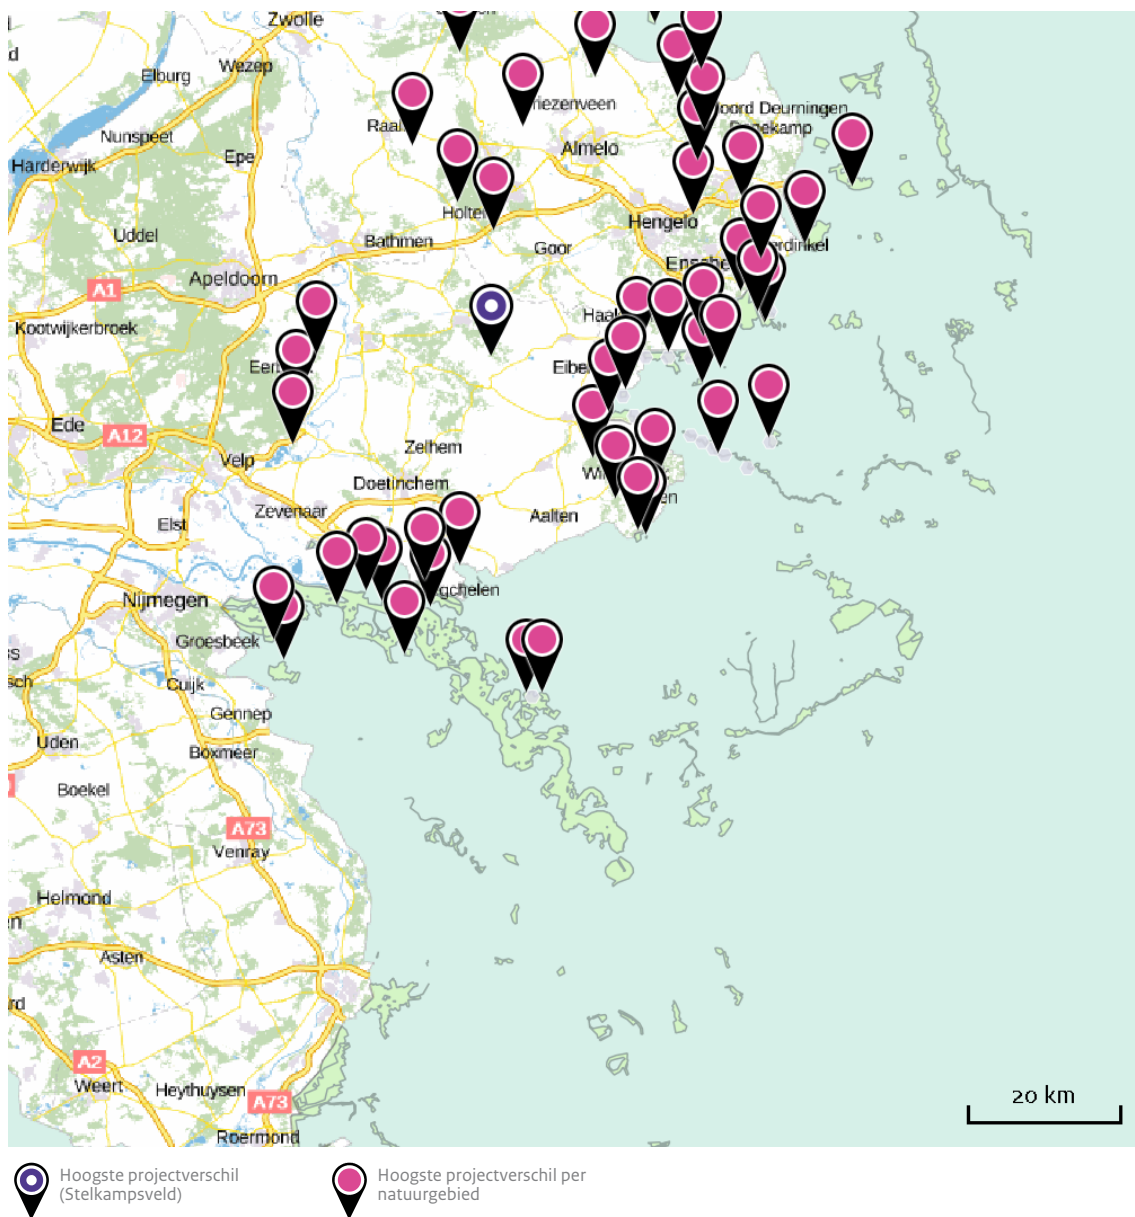 Zwolle
d
Wezep
Elburg
Nunspeet
Noord Deurningen
Almelo
Harderwijk
Epe
Uddel
Bathmen
Hengelo
Goor
Apeldoorn
A1
Kootwijkerbroek
Ede
A12
Zelhem
Velp
Doetinchem
Zevenaar
Aalten
Elst
Nijmegen
Groesbeek
Cuijk
Gennep
Uden
Boxmeer
Boekel
A73
Venray
Helmond
Asten
A2
Weert
Heythuysen
A73
Roermond
20 km
Hoogste projectverschil
(Stelkampsveld)
Hoogste projectverschil per
natuurgebied